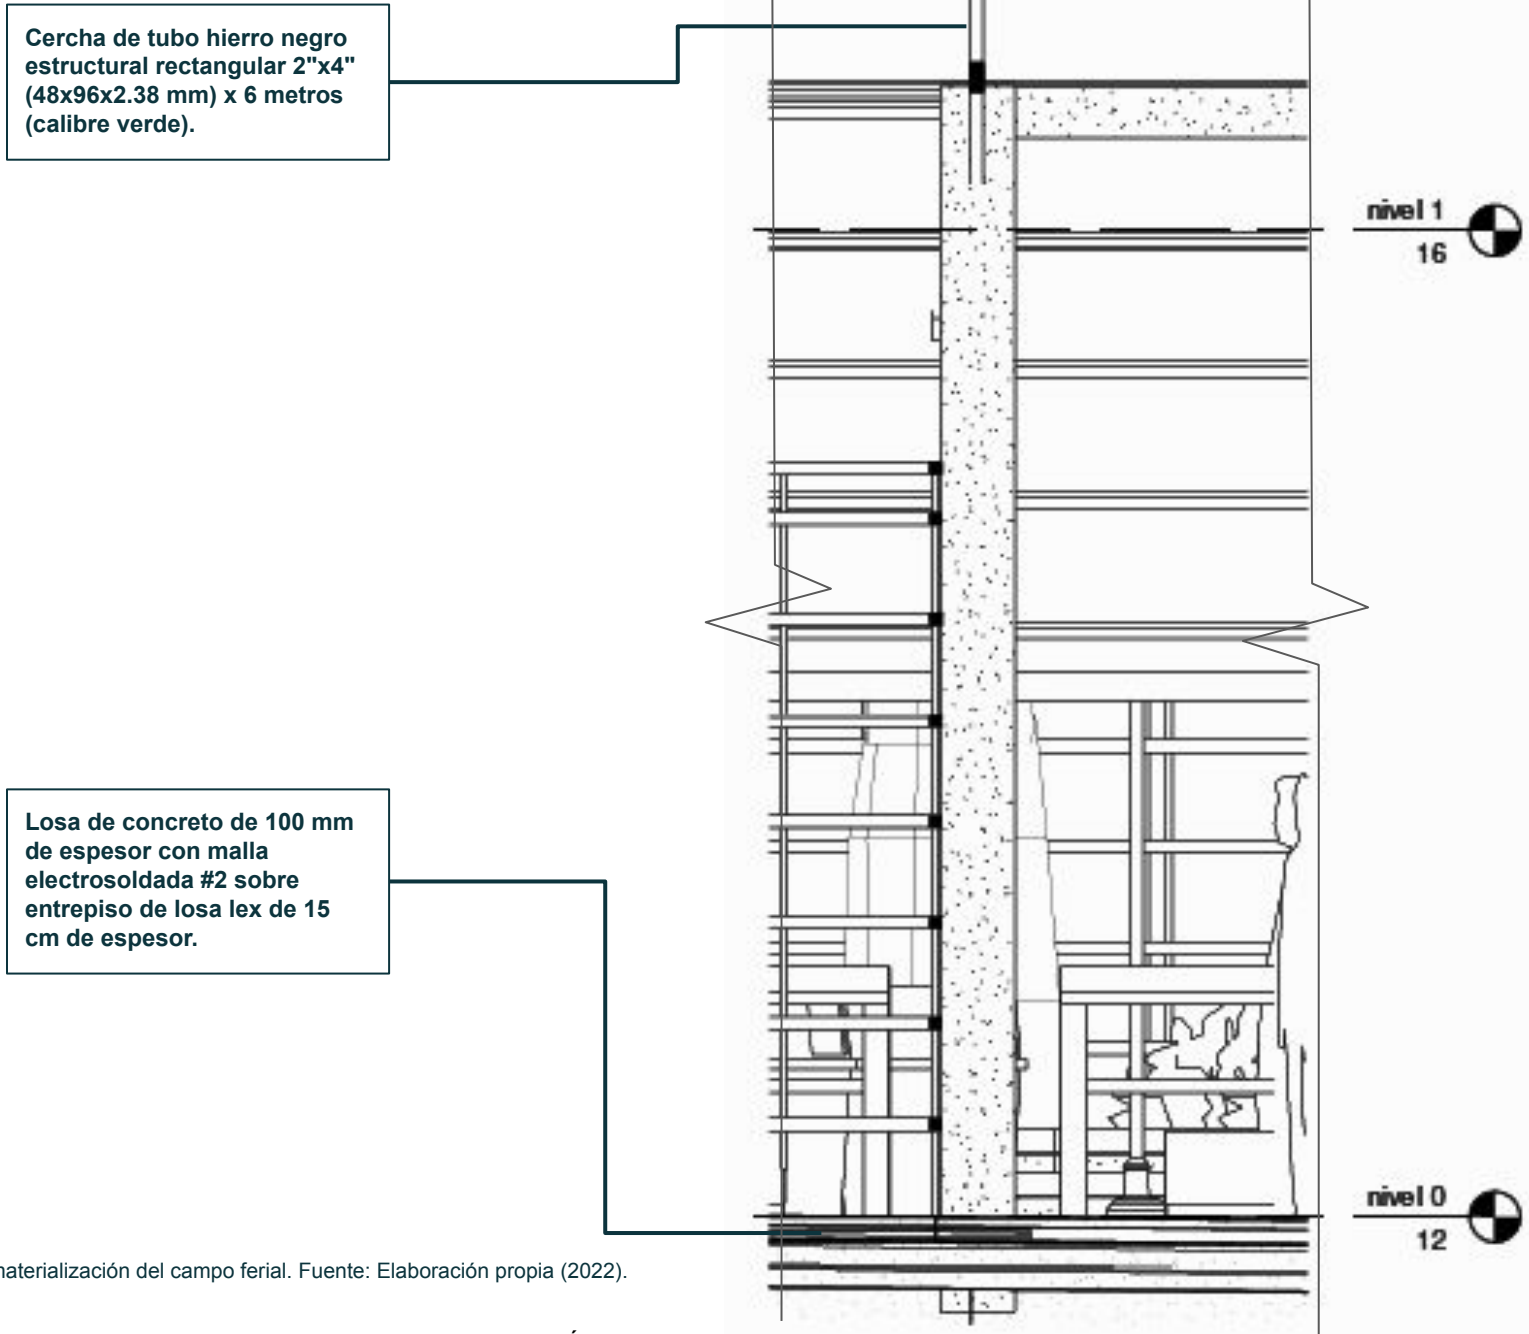 Cercha de tubo hierro negro
estructural rectangular 2"x4"
(48x96x2.38 mm) x 6 metros
(calibre verde).
nivel 1
16
Losa de concreto de 100 mm
de espesor con malla
electrosoldada #2 sobre
entrepiso de losa lex de 15
cm de espesor.
nivel 0
12
materialización del campo ferial. Fuente: Elaboración propia (2022).